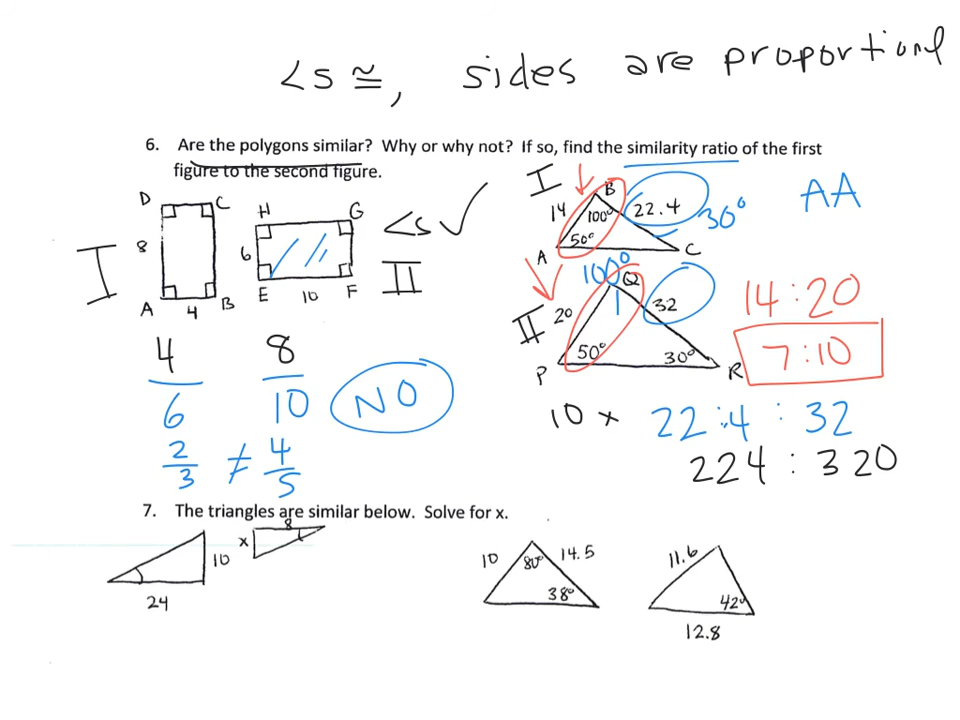 <s ≅, sides are proportional
6. Are the polygons similar? Why or why not? If so, find the similarity ratio of the first
figure to the second figure.
D C
8
A 4 B
I
H G
6
E 10 F
<s ✓
II
4/6 8/10 NO
2/3 ≠ 4/5
I
B
14 100° 22.4 30° AA
50°
A C
100° Q
II 20 32 14:20
50° 30°
P R 7:10
10 × 22.4 : 32
224 : 320
7. The triangles are similar below. Solve for x.
8
x
10
24
10 80° 14.5
38°
11.6
42°
12.8